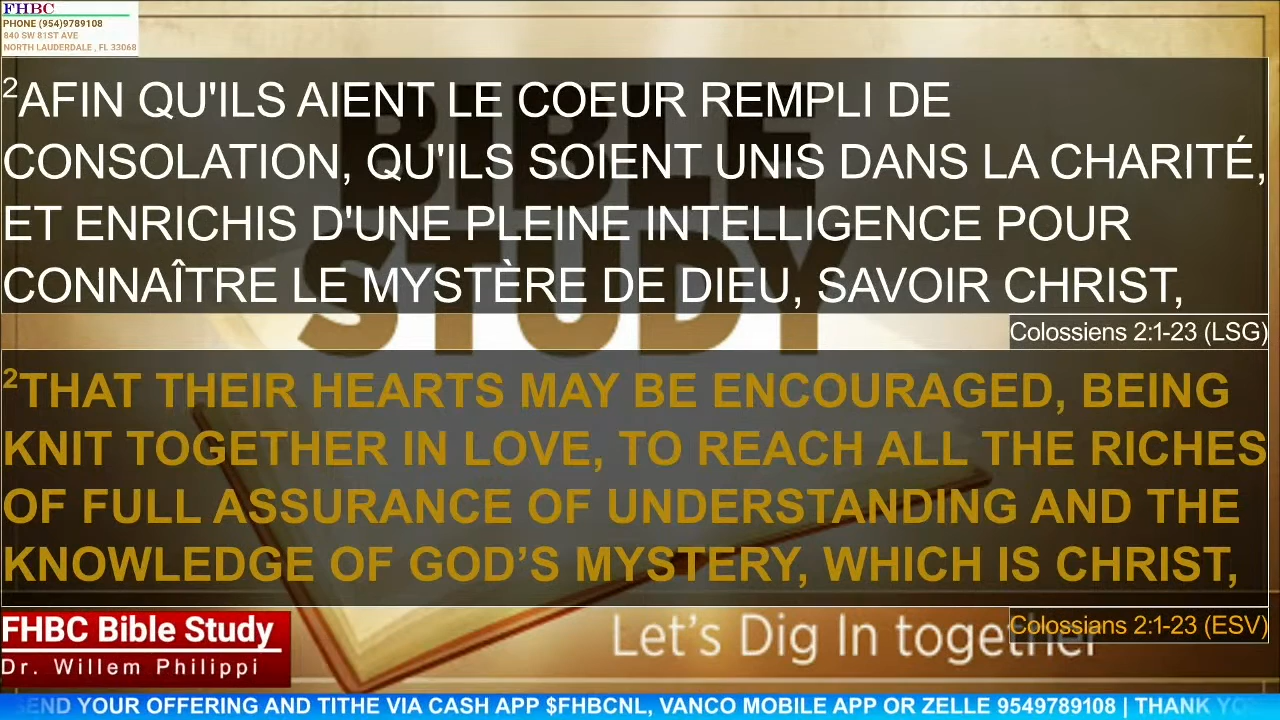 FHBC
PHONE (954)9789108
840 SW 81ST AVE
NORTH LAUDERDALE , FL 33068
BIBLE
STUDY
²AFIN QU'ILS AIENT LE COEUR REMPLI DE
CONSOLATION, QU'ILS SOIENT UNIS DANS LA CHARITÉ,
ET ENRICHIS D'UNE PLEINE INTELLIGENCE POUR
CONNAÎTRE LE MYSTÈRE DE DIEU, SAVOIR CHRIST,
Colossiens 2:1-23 (LSG)
²THAT THEIR HEARTS MAY BE ENCOURAGED, BEING
KNIT TOGETHER IN LOVE, TO REACH ALL THE RICHES
OF FULL ASSURANCE OF UNDERSTANDING AND THE
KNOWLEDGE OF GOD’S MYSTERY, WHICH IS CHRIST,
Colossians 2:1-23 (ESV)
Let’s Dig In together
FHBC Bible Study
Dr. Willem Philippi
SEND YOUR OFFERING AND TITHE VIA CASH APP $FHBCNL, VANCO MOBILE APP OR ZELLE 9549789108 | THANK